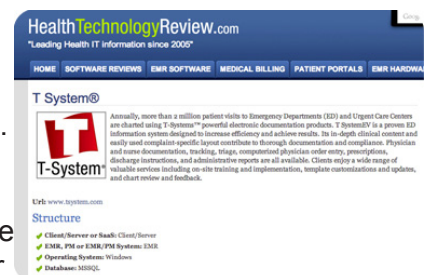 HealthTechnologyReview.com
"Leading Health IT information since 2005"
HOME SOFTWARE REVIEWS EMR SOFTWARE MEDICAL BILLING PATIENT PORTALS EMR HARDWA
T System®
Annually, more than 2 million patient visits to Emergency Departments (ED) and Urgent Care Centers
are charted using T-Systems™ powerful electronic documentation products. T SystemEV is a proven ED
information system designed to increase efficiency and achieve results. Its in-depth clinical content and
easily used complaint-specific layout contribute to thorough documentation and compliance. Physician
and nurse documentation, tracking, triage, computerized physician order entry, prescriptions,
discharge instructions, and administrative reports are all available. Clients enjoy a wide range of
valuable services including on-site training and implementation, template customizations and updates,
and chart review and feedback.
T-System®
Url: www.tsystem.com
Structure
Client/Server or SaaS: Client/Server
EMR, PM or EMR/PM System: EMR
Operating System: Windows
Database: MSSQL